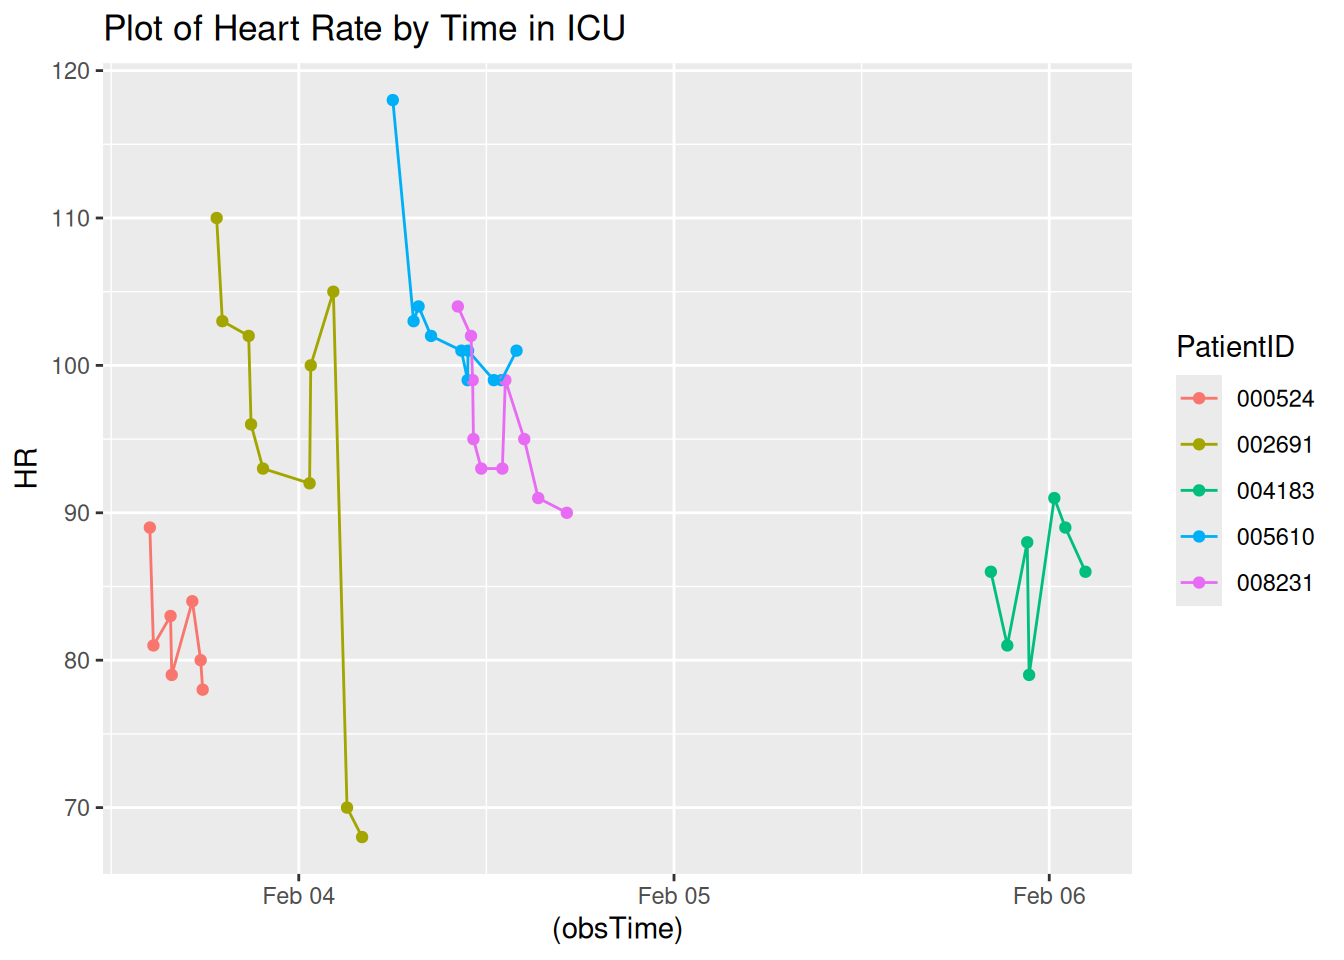 Plot of Heart Rate by Time in ICU
120
110
100
90
80
70
HR
Feb 04
Feb 05
Feb 06
(obsTime)
PatientID
000524
002691
004183
005610
008231